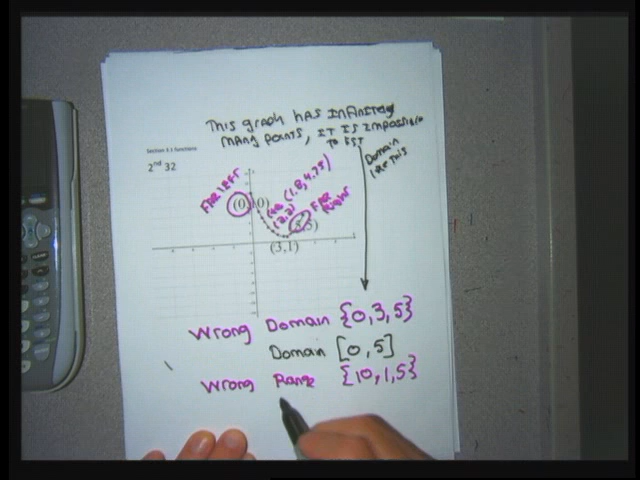 This graph has infinitely
many points, it is impossible
to list
Domain
like this
Section 3.1 functions
2nd 32
Far left
(0,10)
(1.8, 4.75)
Far
right
(3,1)
Wrong Domain {0,3,5}
Domain [0,5]
Wrong Range {10,1,5}